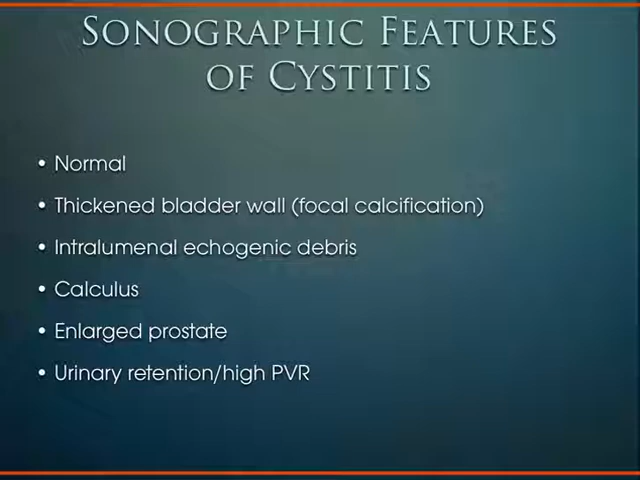 Sonographic Features
of Cystitis
• Normal
• Thickened bladder wall (focal calcification)
• Intralumenal echogenic debris
• Calculus
• Enlarged prostate
• Urinary retention/high PVR